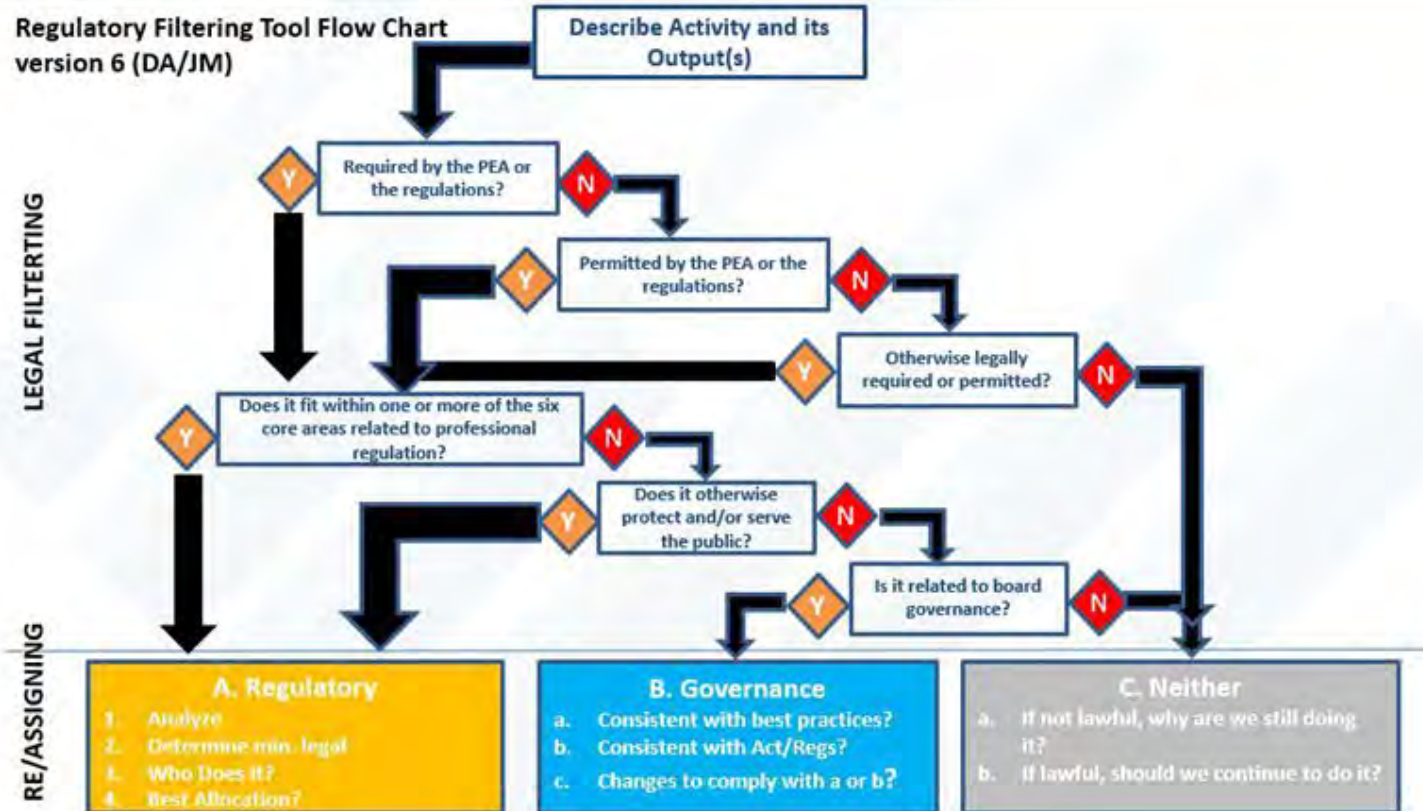 Regulatory Filtering Tool Flow Chart
version 6 (DA/JM)
Describe Activity and its
Output(s)
LEGAL FILTERTING
Y
Required by the PEA or
the regulations?
N
Y
Permitted by the PEA or the
regulations?
N
Y
Otherwise legally
required or permitted?
N
Y
Does it fit within one or more of the six
core areas related to professional
regulation?
N
Y
Does it otherwise
protect and/or serve
the public?
N
Y
Is it related to board
governance?
N
RE/ASSIGNING
A. Regulatory
1. Analyze
2. Determine min. legal
3. Who Does it?
4. Best Allocation?
B. Governance
a. Consistent with best practices?
b. Consistent with Act/Regs?
c. Changes to comply with a or b?
C. Neither
a. If not lawful, why are we still doing
it?
b. If lawful, should we continue to do it?